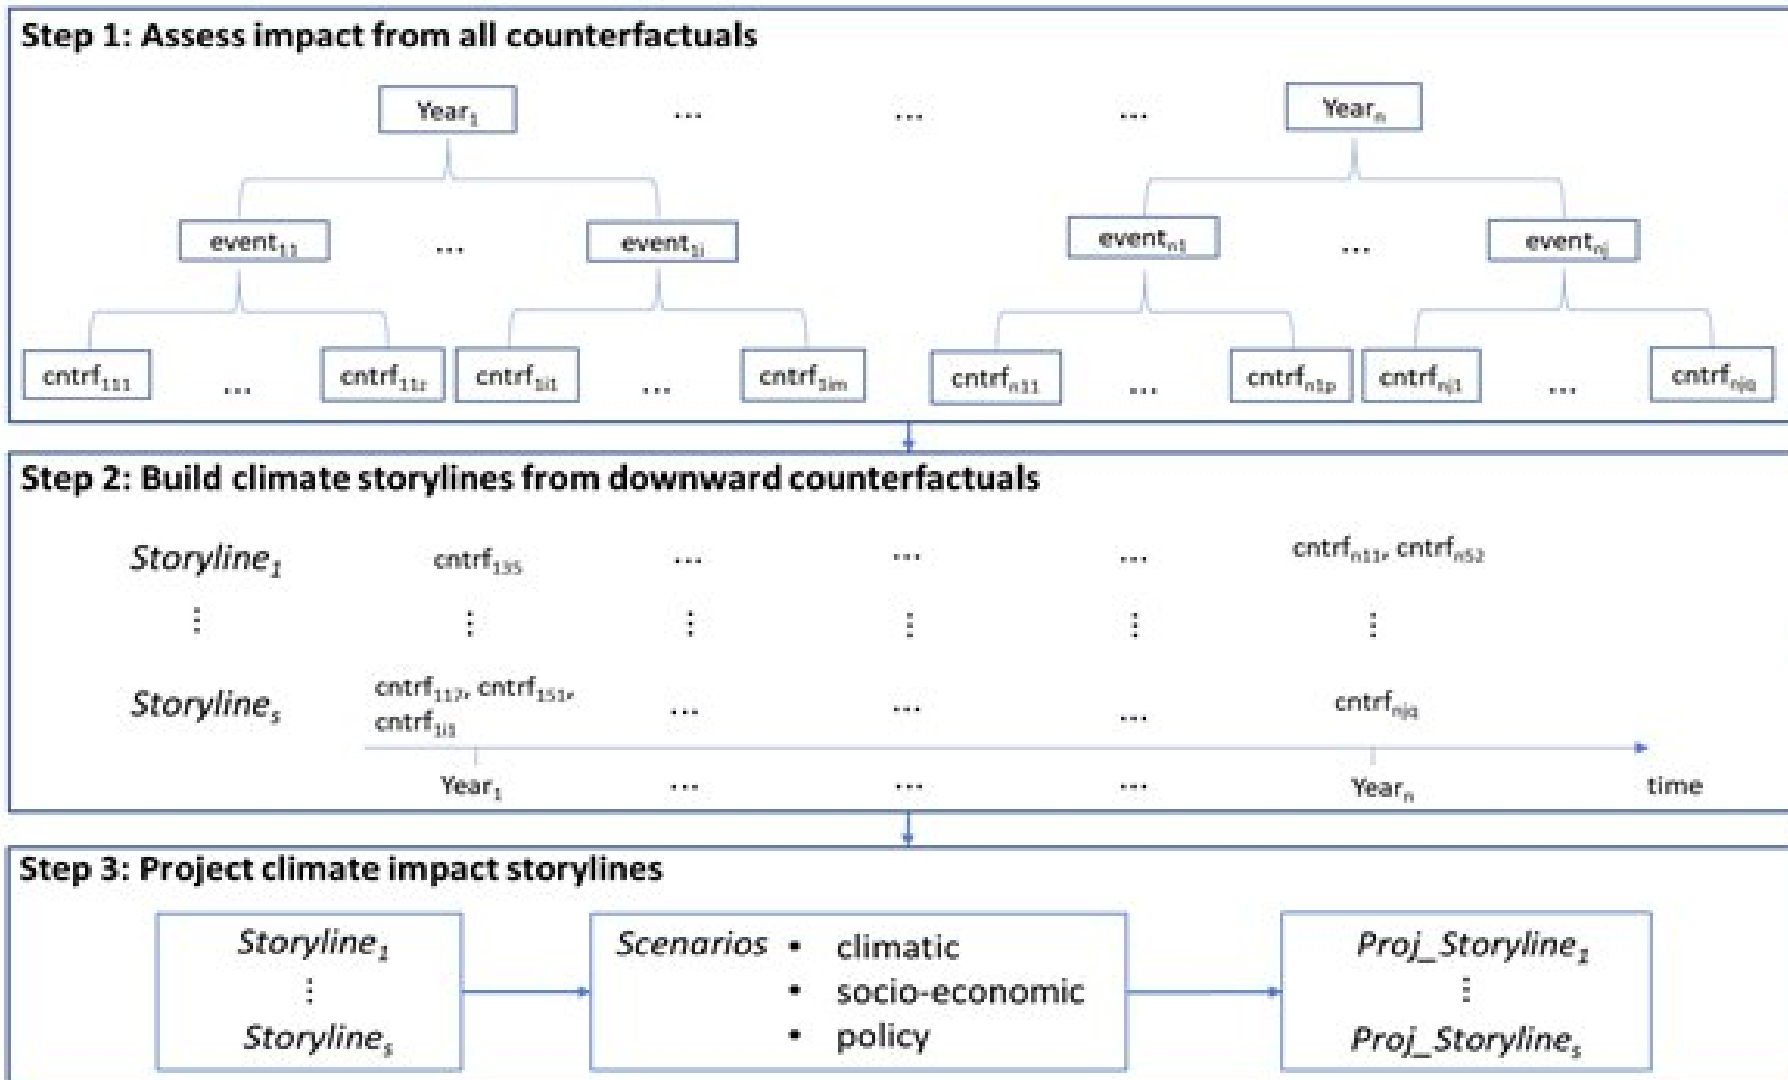 Step 1: Assess impact from all counterfactuals
Year₁ ... ... ... Yearₙ
event₁₁ ... event₁ᵢ eventₙ₁ ... eventₙⱼ
cntrf₁₁₁ ... cntrf₁₁ᵣ cntrf₁ᵢ₁ ... cntrf₁ᵢₘ cntrfₙ₁₁ ... cntrfₙ₁ₚ cntrfₙⱼ₁ ... cntrfₙⱼq
Step 2: Build climate storylines from downward counterfactuals
Storyline₁ cntrf₁₃₅ ... ... ... cntrfₙ₁₁, cntrfₙ₅₂
⋮ ⋮ ⋮ ⋮ ⋮ ⋮
Storylineₛ cntrf₁₁₇, cntrf₁₅₁, ... ... ... cntrfₙⱼq
cntrf₁ᵢ₁
Year₁ ... ... ... Yearₙ time
Step 3: Project climate impact storylines
Storyline₁
⋮
Storylineₛ
Scenarios • climatic
• socio-economic
• policy
Proj_Storyline₁
⋮
Proj_Storylineₛ